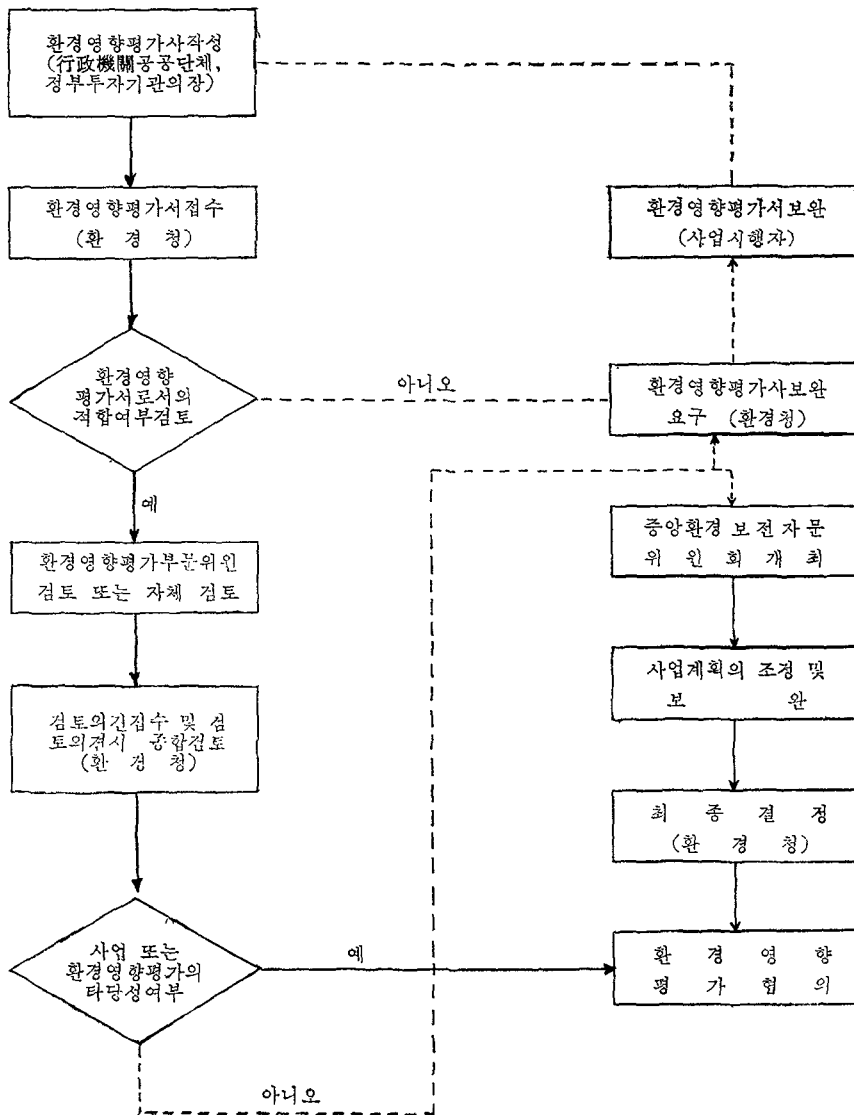 환경영향평가사작성
(行政機關공공단체,
정부투자기관의장)
환경영향평가서접수
(환 경 청)
환경영향
평가서로서의
적합여부검토
아니오
예
환경영향평가부문위원
검토 또는 자체 검토
검토의견접수 및 검
토의견시 종합검토
(환 경 청)
사업 또는
환경영향평가의
타당성여부
예
아니오
환경영향평가서보완
(사업시행자)
환경영향평가사보완
요구 (환경청)
중앙환경 보전자문
위 원 회 개 최
사업계획의 조정 및
보 완
최 종 결 정
(환 경 청)
환 경 영 향
평 가 협 의